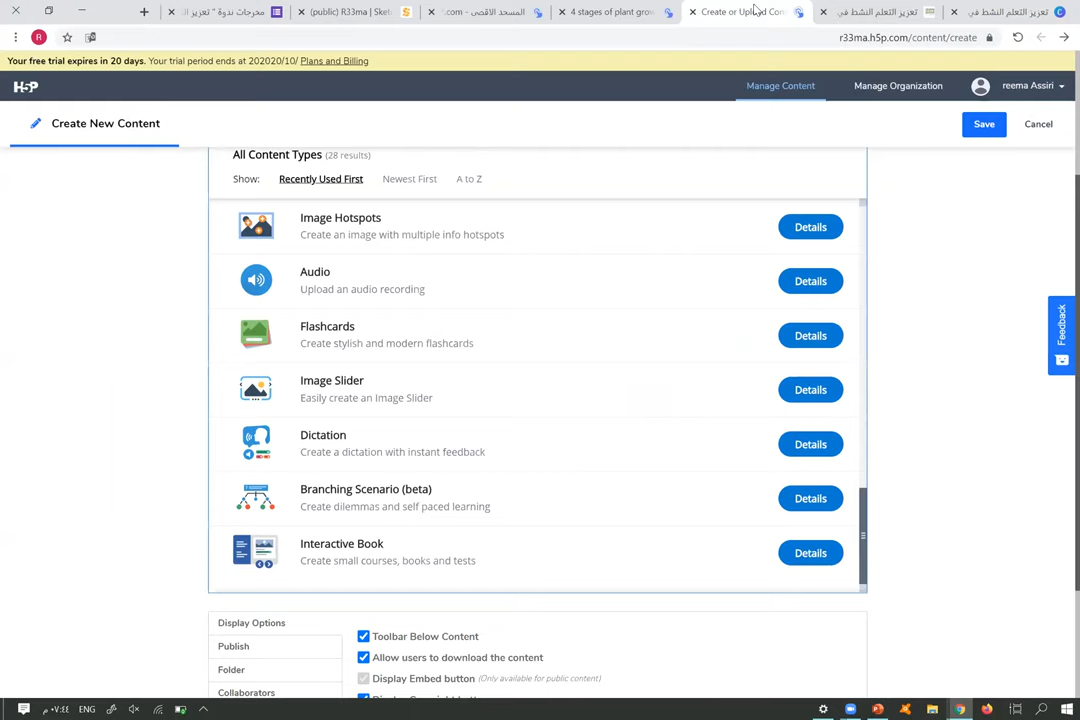 مخرجات ندوة " تعزيز الت
(public) R33ma | Sket
المسجد الاقصى - com.
4 stages of plant grow
Create or Upload Con
تعزيز التعلم النشط في
تعزيز التعلم النشط في
r33ma.h5p.com/content/create
Your free trial expires in 20 days. Your trial period ends at 202020/10/ Plans and Billing
H5P
Manage Content
Manage Organization
reema Assiri
Create New Content
Save
Cancel
All Content Types (28 results)
Show: Recently Used First Newest First A to Z
Image Hotspots
Create an image with multiple info hotspots
Details
Audio
Upload an audio recording
Details
Flashcards
Create stylish and modern flashcards
Details
Image Slider
Easily create an Image Slider
Details
Dictation
Create a dictation with instant feedback
Details
Branching Scenario (beta)
Create dilemmas and self paced learning
Details
Interactive Book
Create small courses, books and tests
Details
Feedback
Display Options
Publish
Folder
Collaborators
Toolbar Below Content
Allow users to download the content
Display Embed button (Only available for public content)
٠٧:٤٤ م
ENG